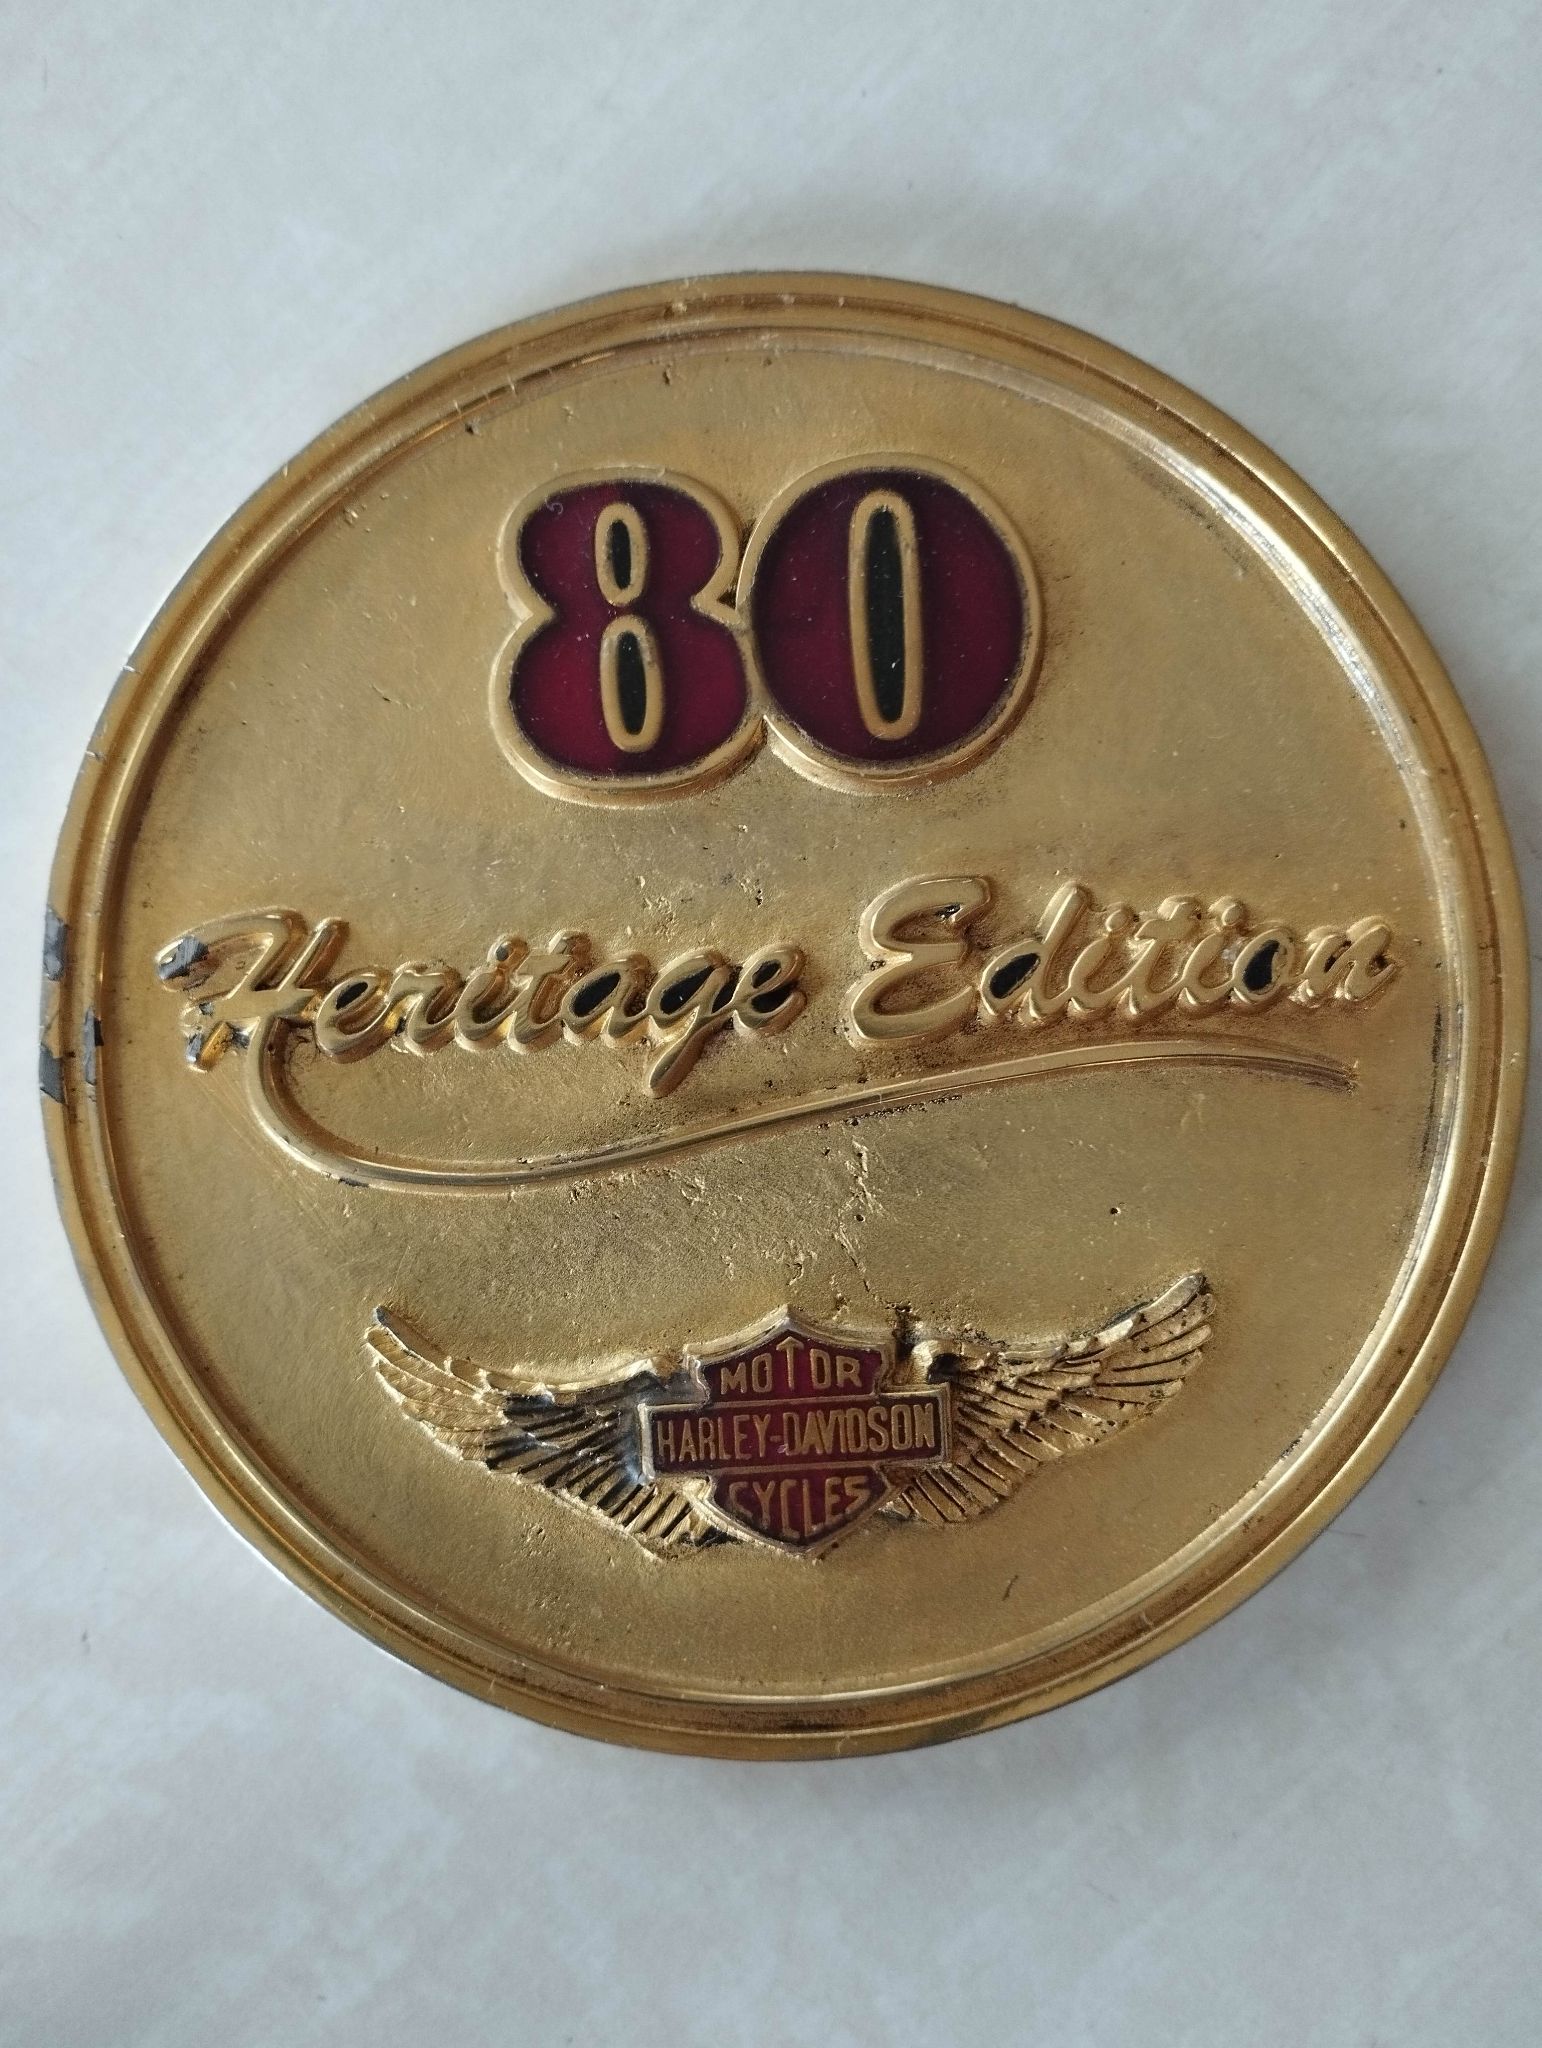 80
Heritage Edition
MOTOR
HARLEY-DAVIDSON
CYCLES